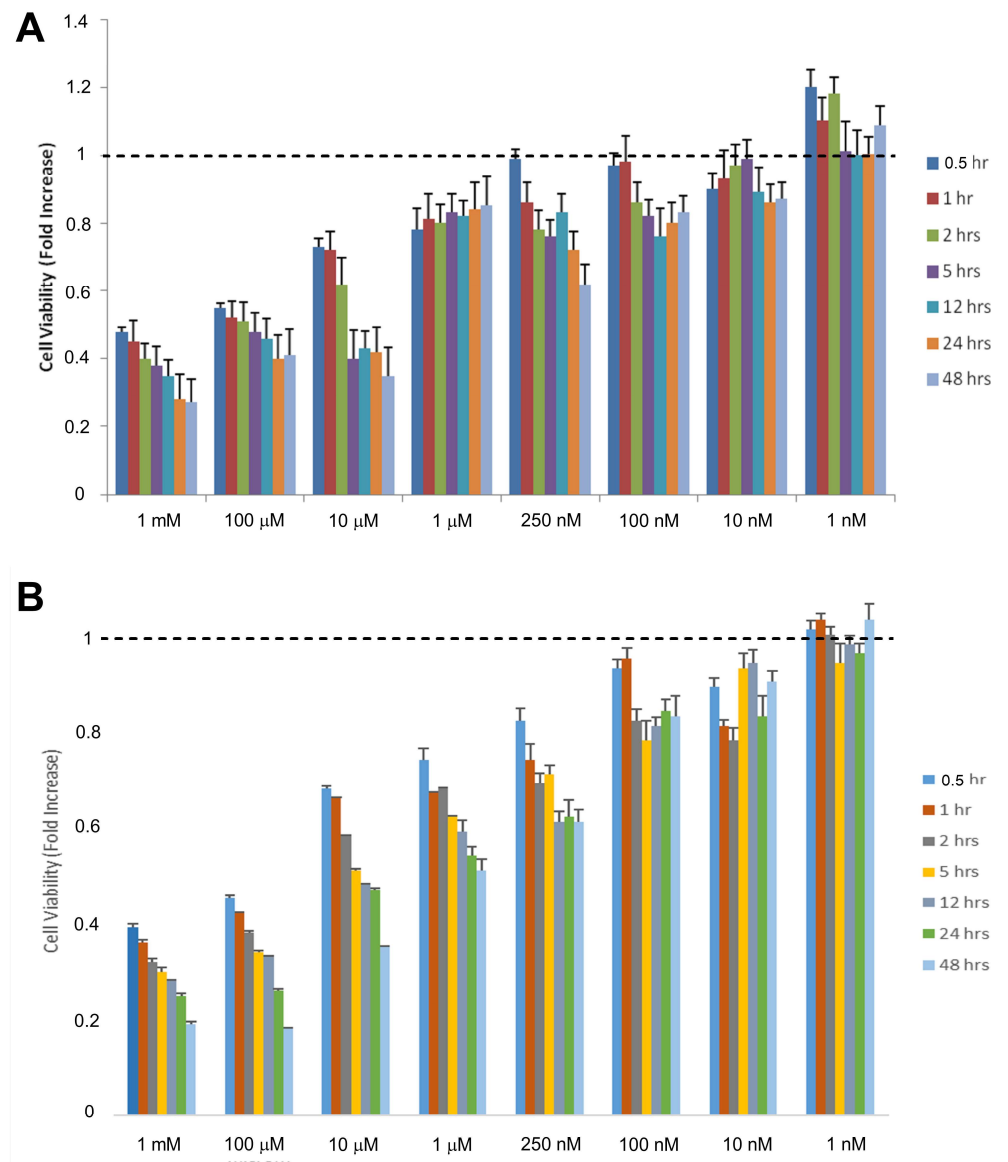 A
1.4
1.2
1
0.8
0.6
0.4
0.2
0
Cell Viability (Fold Increase)
1 mM 100 µM 10 µM 1 µM 250 nM 100 nM 10 nM 1 nM
0.5 hr
1 hr
2 hrs
5 hrs
12 hrs
24 hrs
48 hrs
B
1
0.8
0.6
0.4
0.2
0
Cell Viability (Fold Increase)
1 mM 100 µM 10 µM 1 µM 250 nM 100 nM 10 nM 1 nM
0.5 hr
1 hr
2 hrs
5 hrs
12 hrs
24 hrs
48 hrs